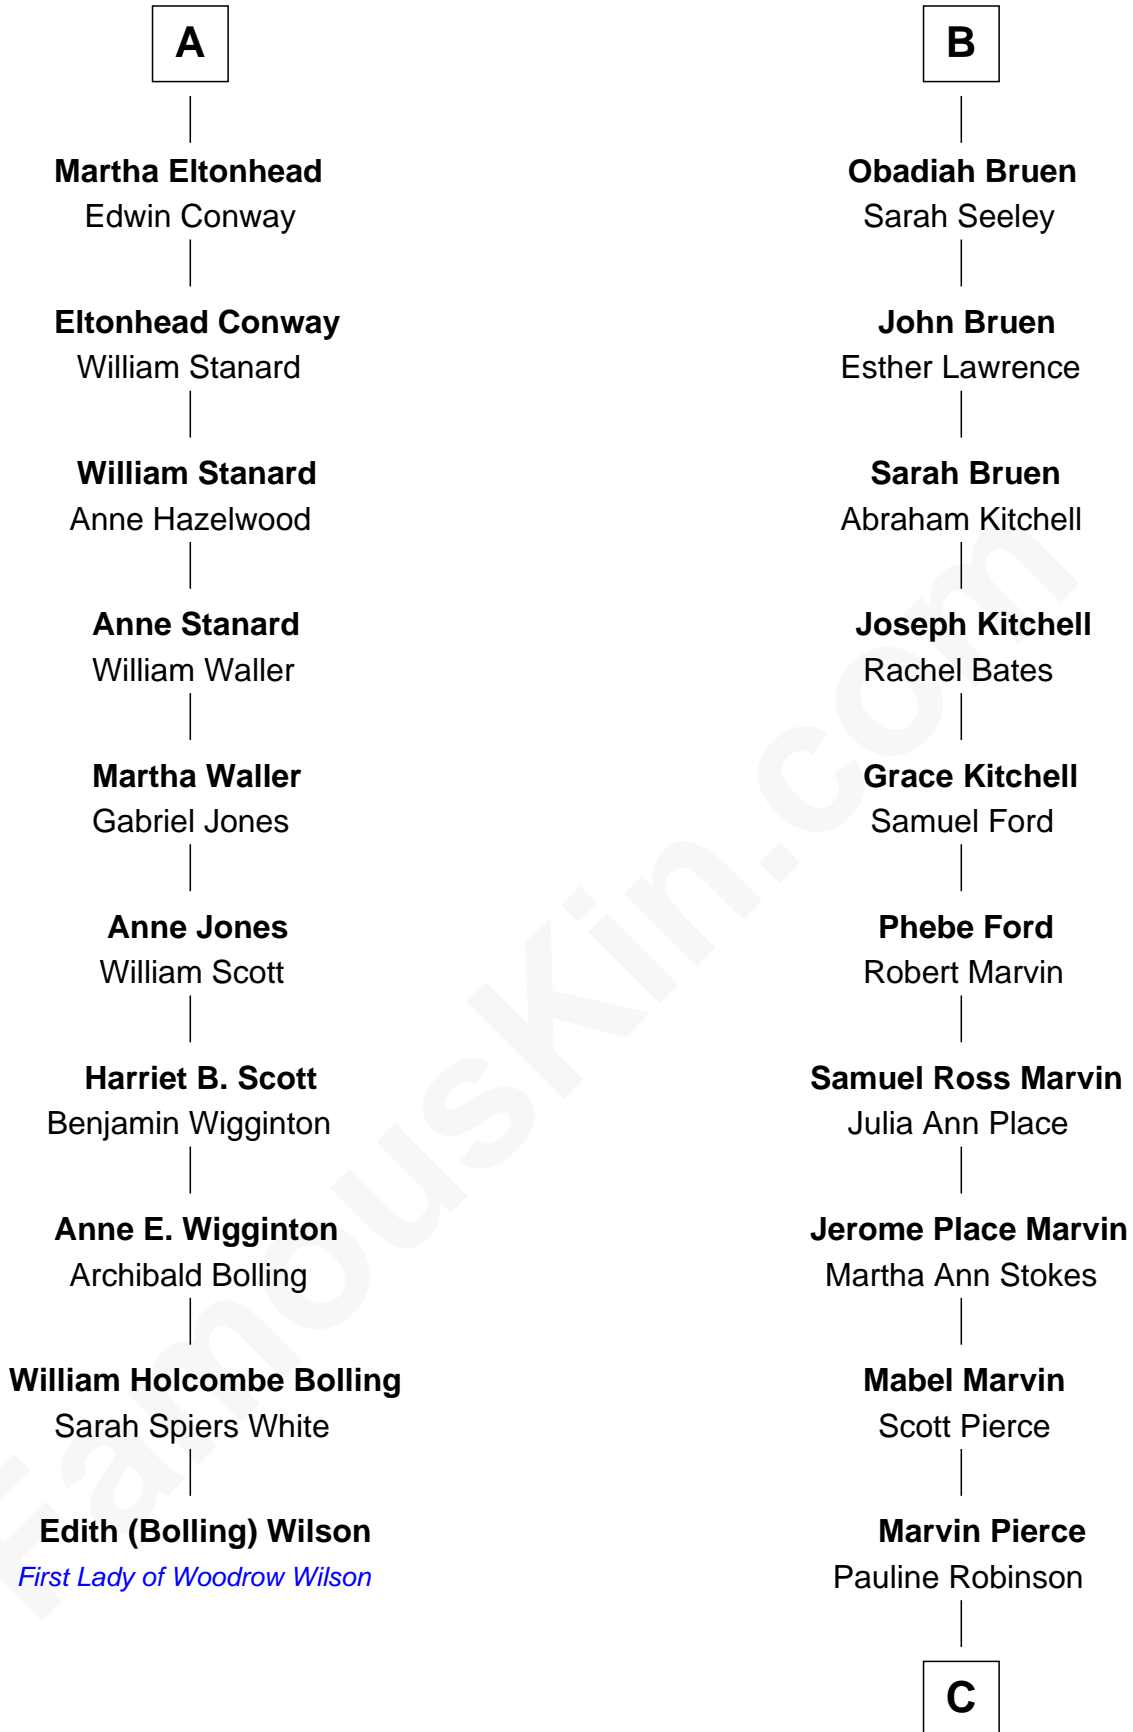 A
Martha Eltonhead
Edwin Conway
Eltonhead Conway
William Stanard
William Stanard
Anne Hazelwood
Anne Stanard
William Waller
Martha Waller
Gabriel Jones
Anne Jones
William Scott
Harriet B. Scott
Benjamin Wigginton
Anne E. Wigginton
Archibald Bolling
William Holcombe Bolling
Sarah Spiers White
Edith (Bolling) Wilson
First Lady of Woodrow Wilson
B
Obadiah Bruen
Sarah Seeley
John Bruen
Esther Lawrence
Sarah Bruen
Abraham Kitchell
Joseph Kitchell
Rachel Bates
Grace Kitchell
Samuel Ford
Phebe Ford
Robert Marvin
Samuel Ross Marvin
Julia Ann Place
Jerome Place Marvin
Martha Ann Stokes
Mabel Marvin
Scott Pierce
Marvin Pierce
Pauline Robinson
C
FamousKin.com